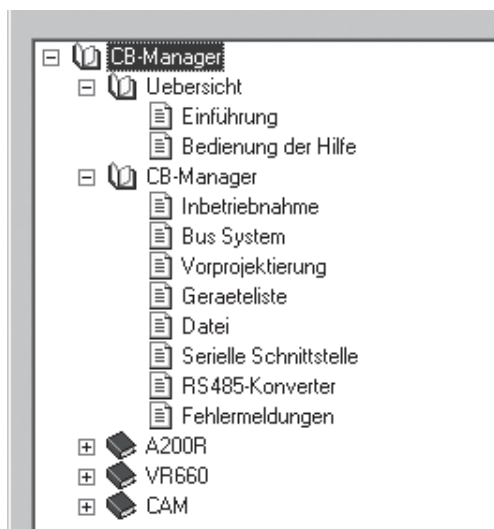 CB-Manager
Uebersicht
Einführung
Bedienung der Hilfe
CB-Manager
Inbetriebnahme
Bus System
Vorprojektierung
Geraeteliste
Datei
Serielle Schnittstelle
RS485-Konverter
Fehlermeldungen
A200R
VR660
CAM